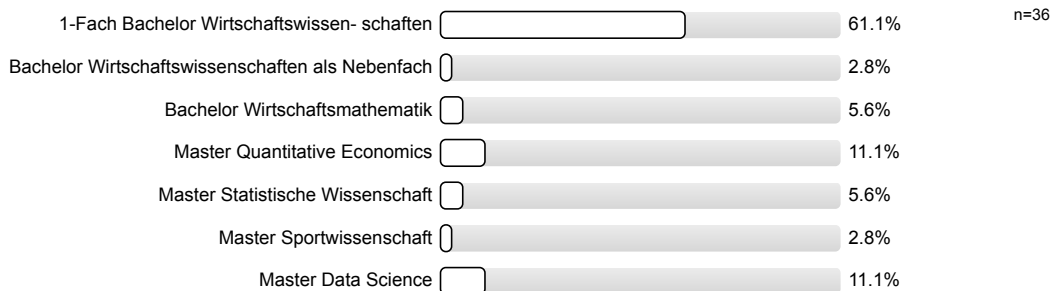 1-Fach Bachelor Wirtschaftswissen- schaften 61.1% n=36
Bachelor Wirtschaftswissenschaften als Nebenfach 2.8%
Bachelor Wirtschaftsmathematik 5.6%
Master Quantitative Economics 11.1%
Master Statistische Wissenschaft 5.6%
Master Sportwissenschaft 2.8%
Master Data Science 11.1%